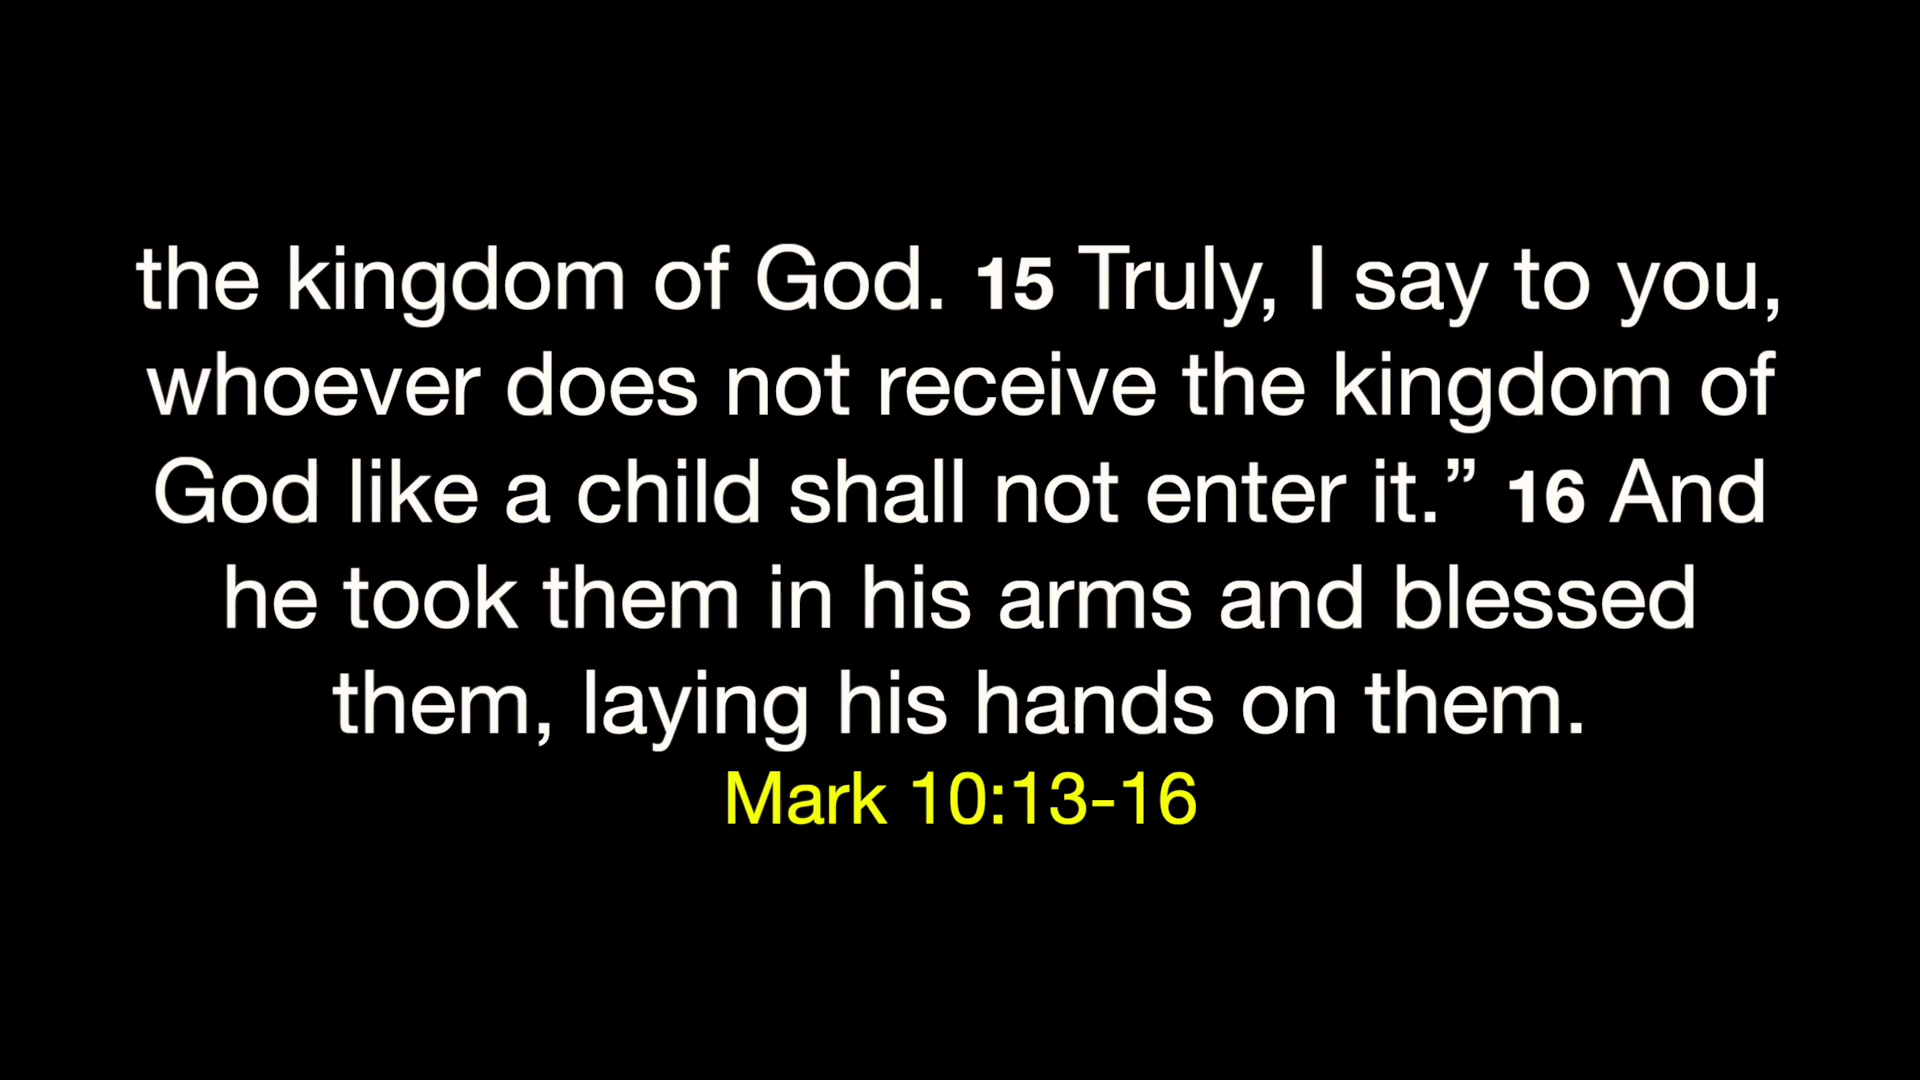 the kingdom of God. 15 Truly, I say to you,
whoever does not receive the kingdom of
God like a child shall not enter it.” 16 And
he took them in his arms and blessed
them, laying his hands on them.
Mark 10:13-16